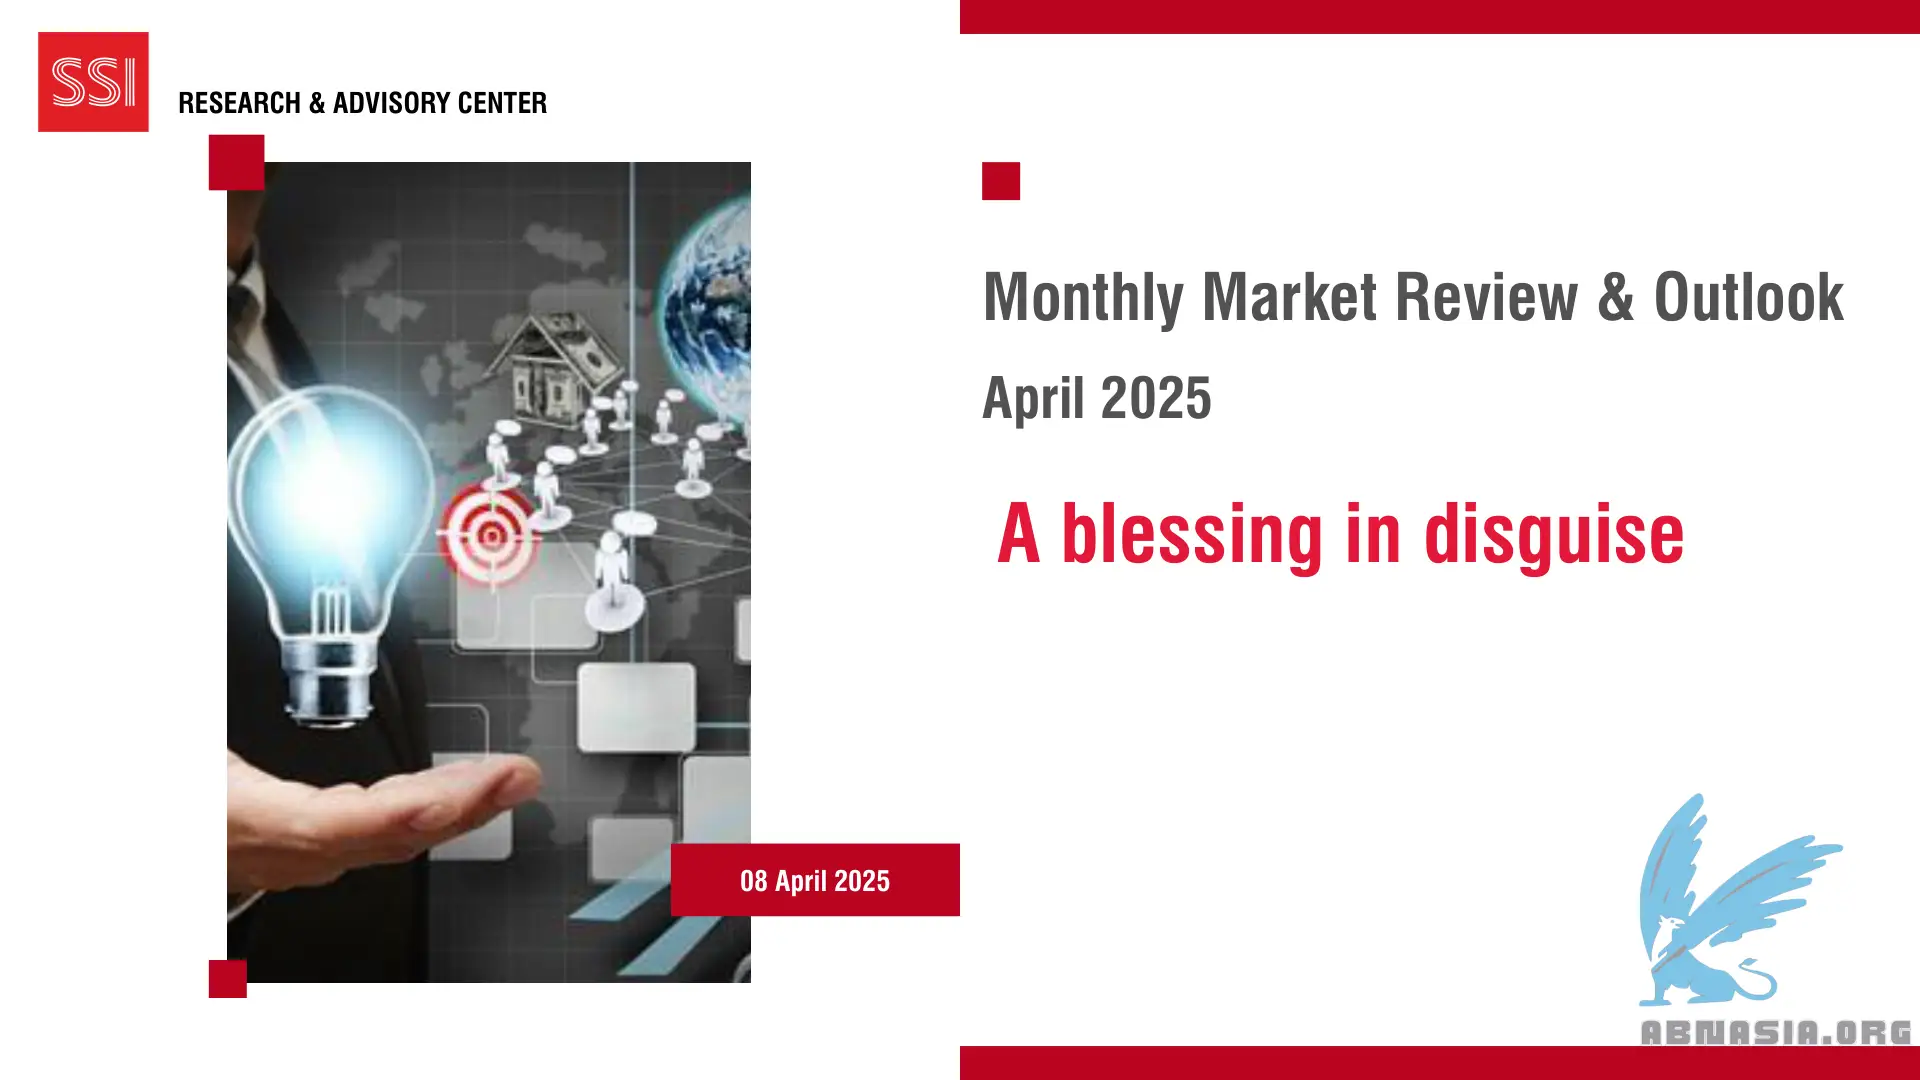 SSI
RESEARCH & ADVISORY CENTER
Monthly Market Review & Outlook
April 2025
A blessing in disguise
08 April 2025
ABNASIA.ORG